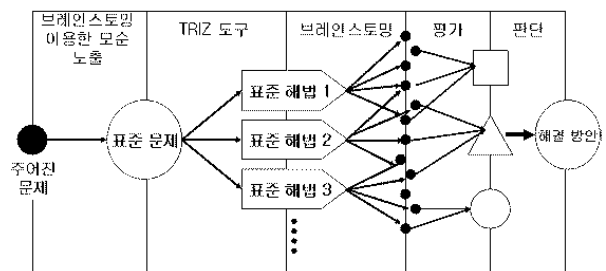 브레인스토밍
이용한 모순
노출
TRIZ 도구
브레인스토밍
평가
판단
주어진
문제
표준 문제
표준 해법 1
표준 해법 2
표준 해법 3
해결 방안